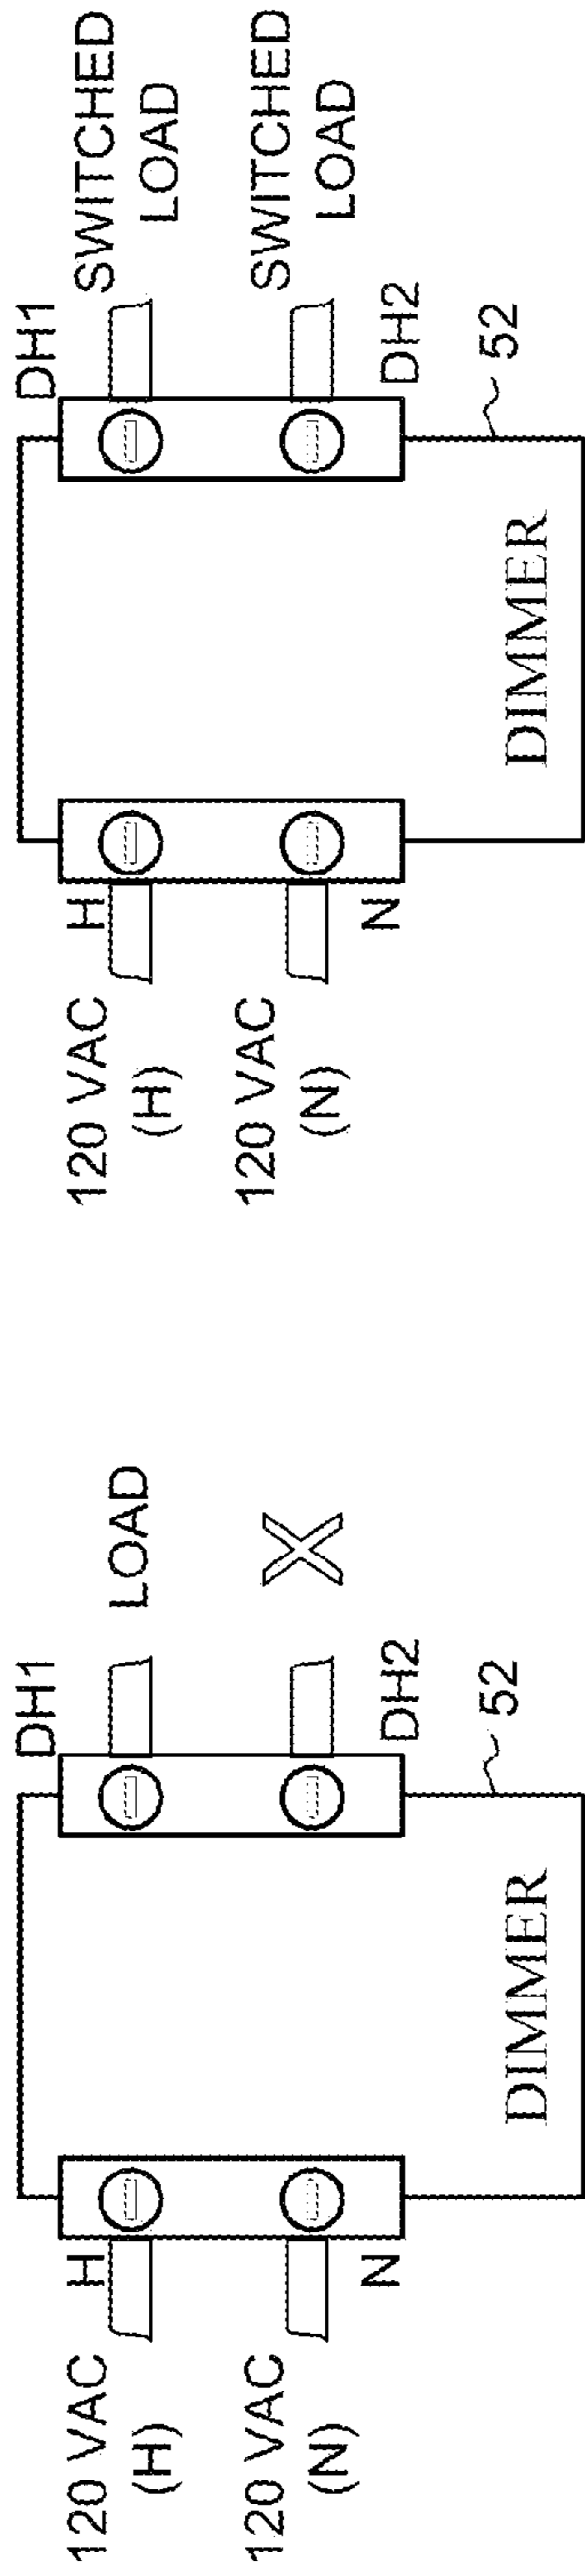 120 VAC
(H)
H
120 VAC
(N)
N
DIMMER
52
DH1
LOAD
DH2
X
120 VAC
(H)
H
120 VAC
(N)
N
DIMMER
52
DH1
SWITCHED
LOAD
DH2
SWITCHED
LOAD